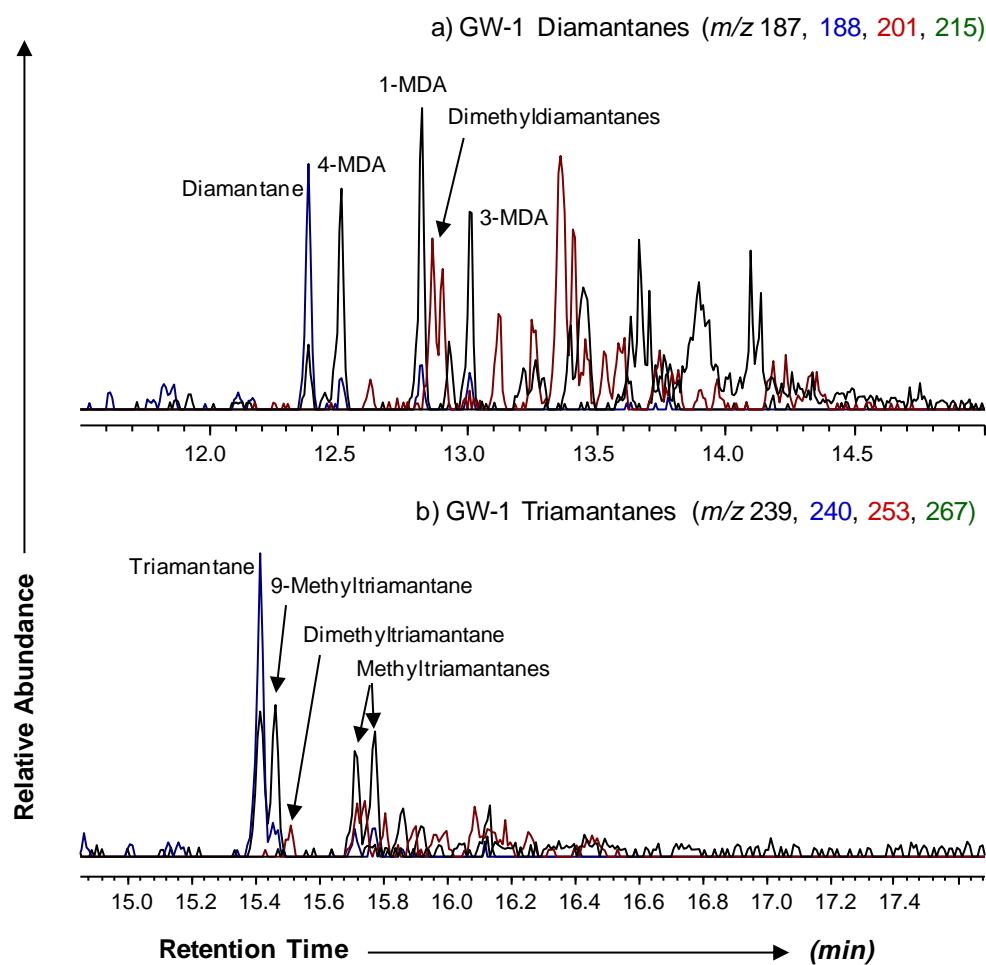 a) GW-1 Diamantanes (m/z 187, 188, 201, 215)
1-MDA
Dimethyldiamantanes
4-MDA
Diamantane
3-MDA
12.0 12.5 13.0 13.5 14.0 14.5
b) GW-1 Triamantanes (m/z 239, 240, 253, 267)
Triamantane
9-Methyltriamantane
Dimethyltriamantane
Methyltriamantanes
Relative Abundance
15.0 15.2 15.4 15.6 15.8 16.0 16.2 16.4 16.6 16.8 17.0 17.2 17.4
Retention Time (min)